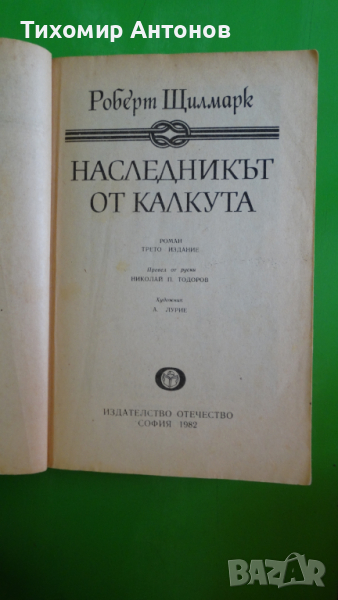 Тихомир Антонов
Роберт Щилмарк
НАСЛЕДНИКЪТ
ОТ КАЛКУТА
РОМАН
ТРЕТО ИЗДАНИЕ
Превел от руски
НИКОЛАЙ П. ТОДОРОВ
Художник
А. ЛУРИЕ
ИЗДАТЕЛСТВО ОТЕЧЕСТВО
СОФИЯ 1982
BAZAR